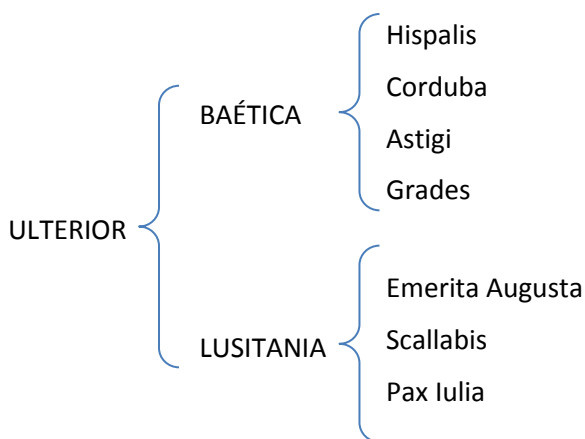 ULTERIOR
BAÉTICA
Hispalis
Corduba
Astigi
Grades
LUSITANIA
Emerita Augusta
Scallabis
Pax Iulia